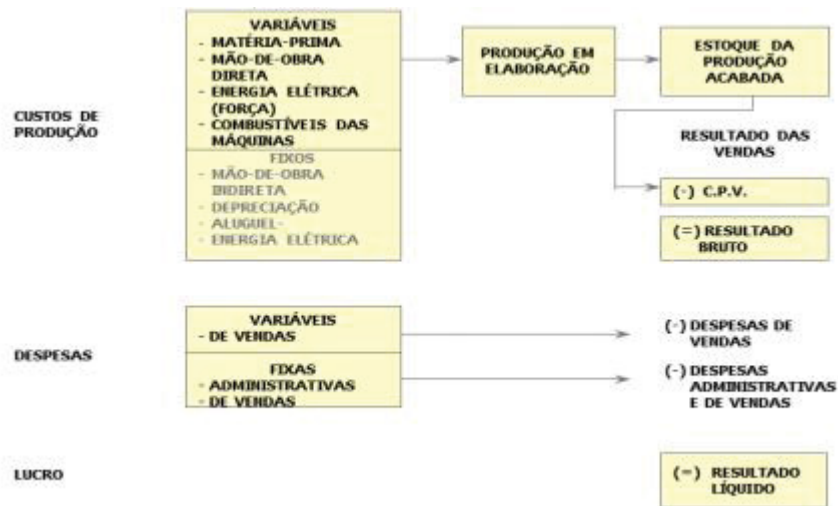 VARIÁVEIS
- MATÉRIA-PRIMA
- MÃO-DE-OBRA
DIRETA
- ENERGIA ELÉTRICA
(FORÇA)
- COMBUSTÍVEIS DAS
MÁQUINAS
FIXOS
- MÃO-DE-OBRA
INDIRETA
- DEPRECIAÇÃO
- ALUGUEL-
- ENERGIA ELÉTRICA
CUSTOS DE
PRODUÇÃO
PRODUÇÃO EM
ELABORAÇÃO
ESTOQUE DA
PRODUÇÃO
ACABADA
RESULTADO DAS
VENDAS
(-) C.P.V.
(=) RESULTADO
BRUTO
DESPESAS
VARIÁVEIS
- DE VENDAS
FIXAS
- ADMINISTRATIVAS
- DE VENDAS
(-) DESPESAS DE
VENDAS
(-) DESPESAS
ADMINISTRATIVAS
E DE VENDAS
LUCRO
(=) RESULTADO
LÍQUIDO